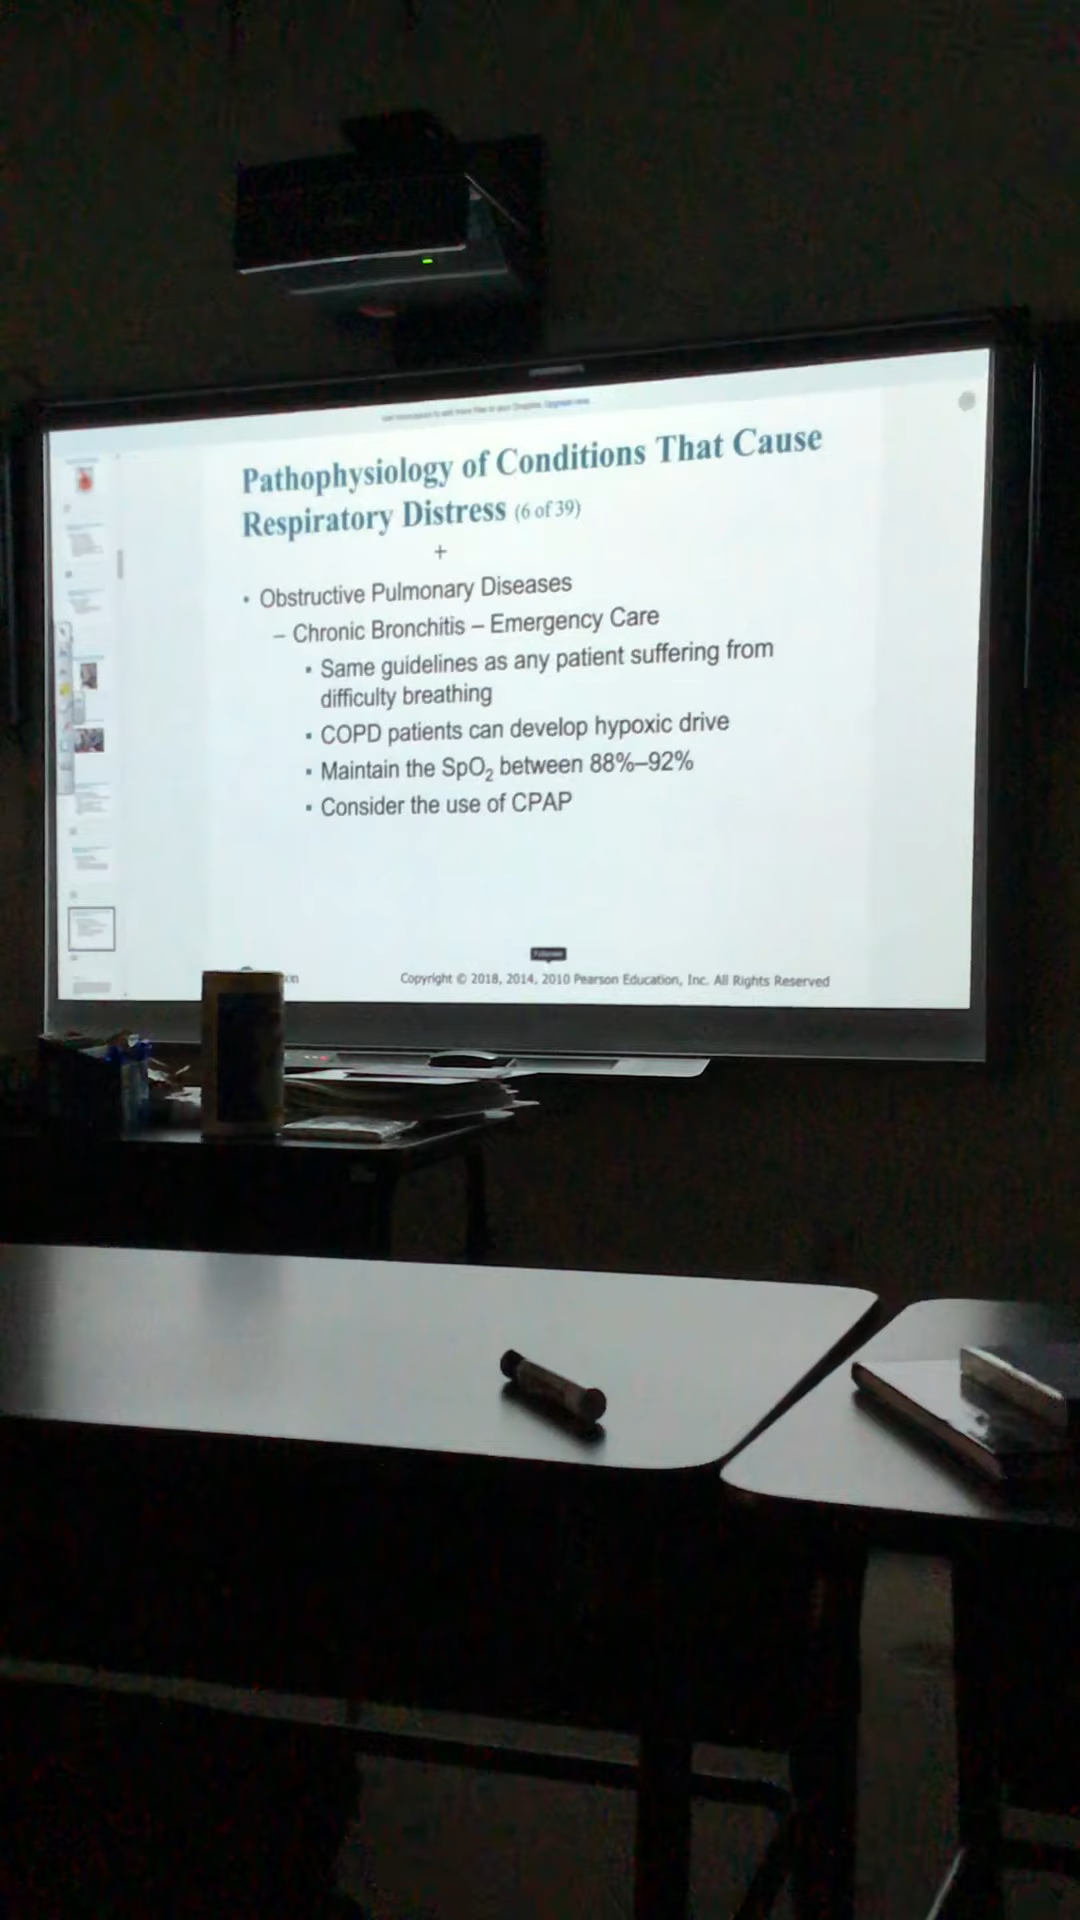 Pathophysiology of Conditions That Cause
Respiratory Distress (6 of 39)
+
• Obstructive Pulmonary Diseases
– Chronic Bronchitis – Emergency Care
▪ Same guidelines as any patient suffering from
difficulty breathing
▪ COPD patients can develop hypoxic drive
▪ Maintain the SpO₂ between 88%–92%
▪ Consider the use of CPAP
Copyright © 2018, 2014, 2010 Pearson Education, Inc. All Rights Reserved